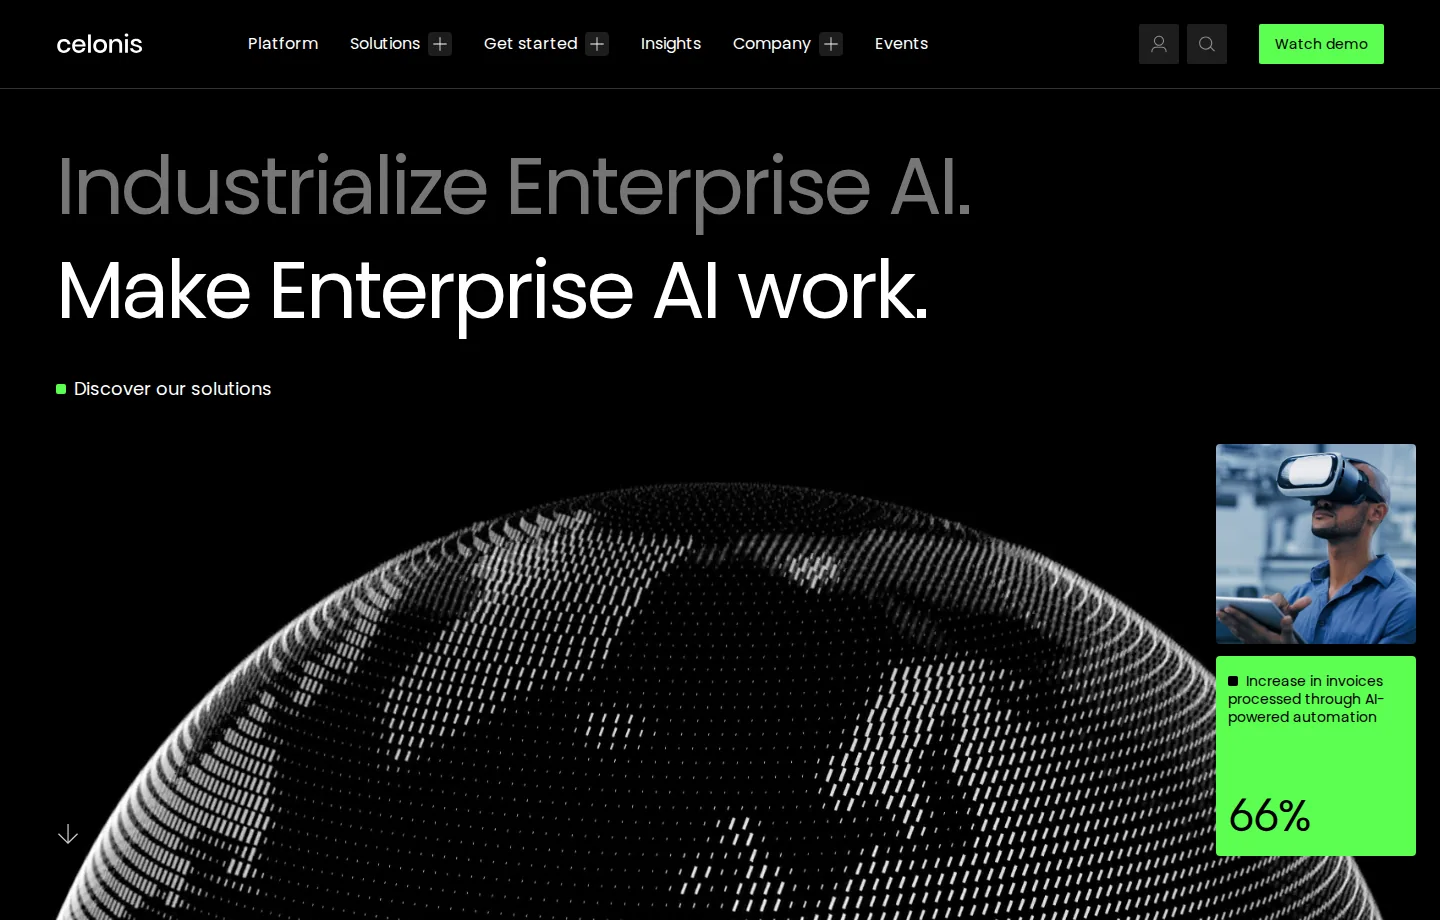 celonis
Platform
Solutions
Get started
Insights
Company
Events
Watch demo
Industrialize Enterprise AI.
Make Enterprise AI work.
Discover our solutions
Increase in invoices
processed through AI-
powered automation
66%